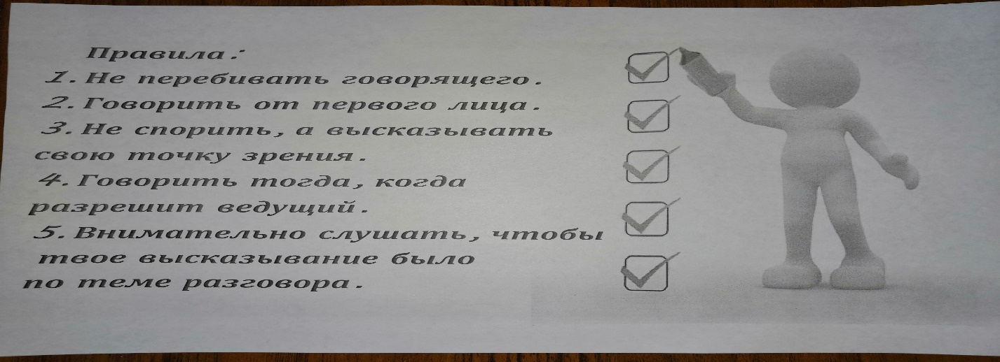 Правила:
1. Не перебивать говорящего.
2. Говорить от первого лица.
3. Не спорить, а высказывать
свою точку зрения.
4. Говорить тогда, когда
разрешит ведущий.
5. Внимательно слушать, чтобы
твое высказывание было
по теме разговора.